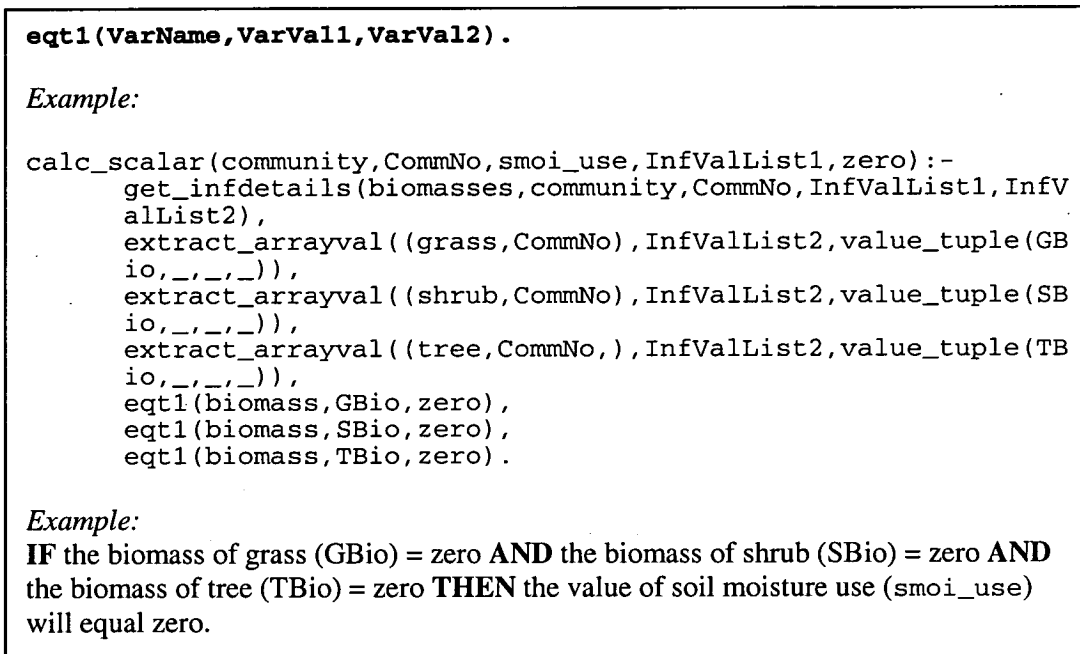 eqt1(VarName,VarVal1,VarVal2).
Example:
calc_scalar(community,CommNo,smoi_use,InfValList1,zero):-
get_infdetails(biomasses,community,CommNo,InfValList1,InfV
alList2),
extract_arrayval((grass,CommNo),InfValList2,value_tuple(GB
io,_,_,_)),
extract_arrayval((shrub,CommNo),InfValList2,value_tuple(SB
io,_,_,_)),
extract_arrayval((tree,CommNo,),InfValList2,value_tuple(TB
io,_,_,_)),
eqt1(biomass,GBio,zero),
eqt1(biomass,SBio,zero),
eqt1(biomass,TBio,zero).
Example:
IF the biomass of grass (GBio) = zero AND the biomass of shrub (SBio) = zero AND
the biomass of tree (TBio) = zero THEN the value of soil moisture use (smoi_use)
will equal zero.